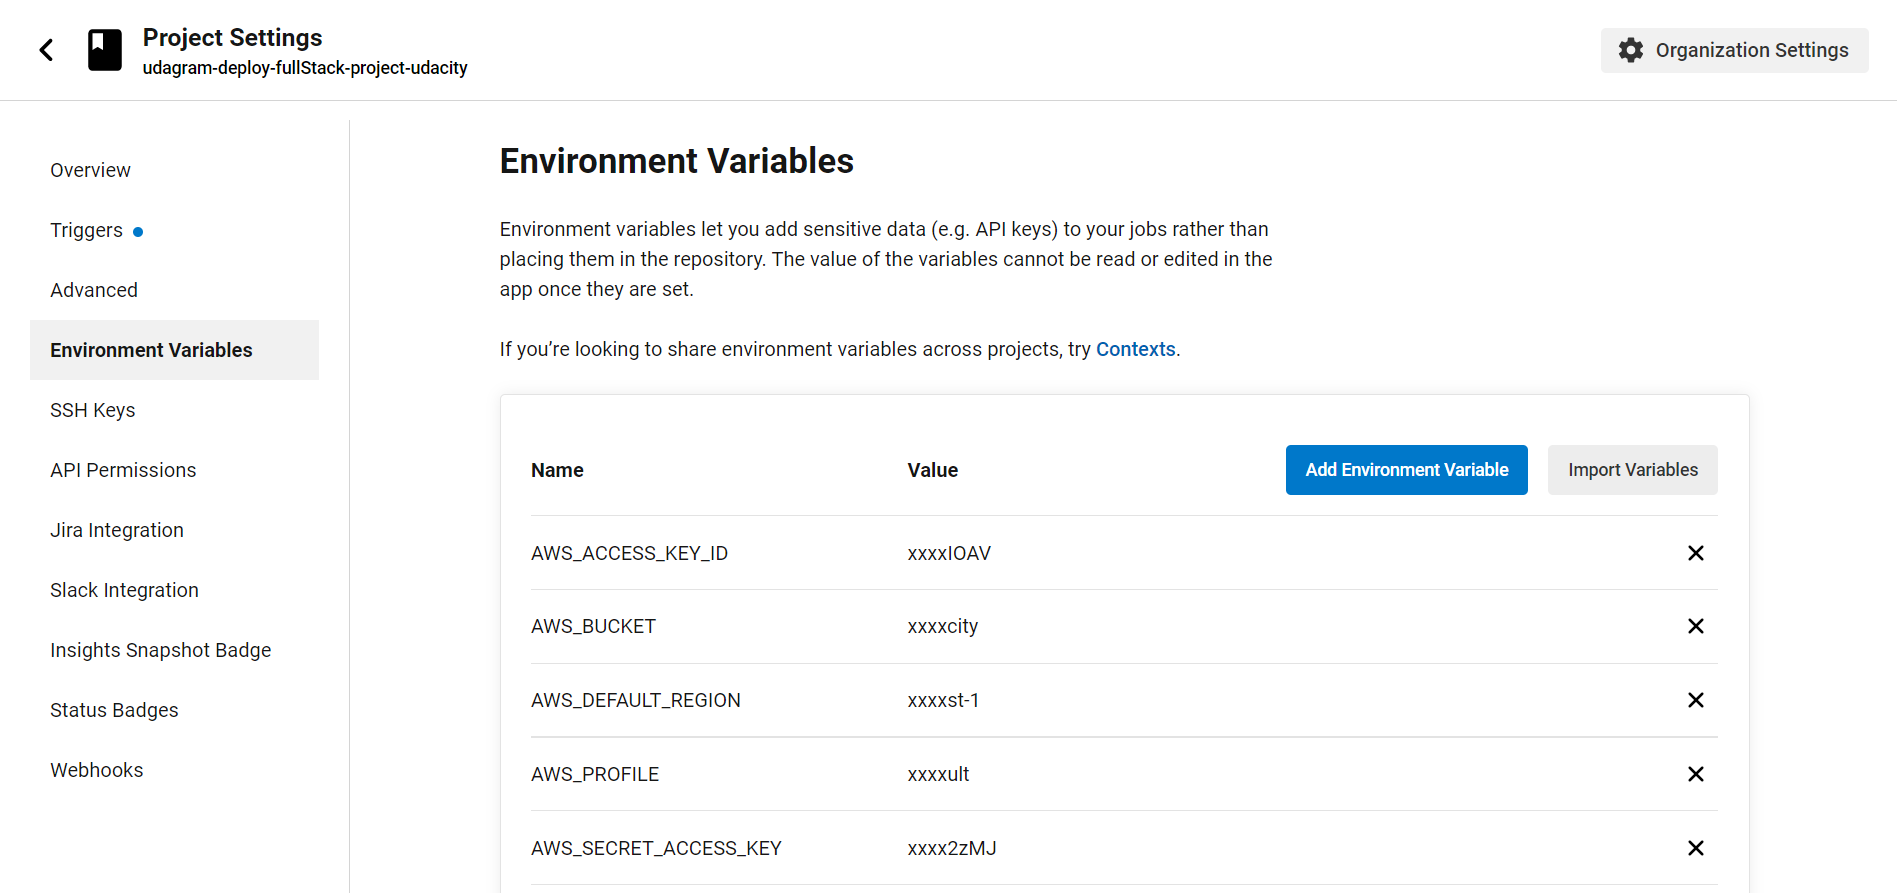 Project Settings
udagram-deploy-fullStack-project-udacity
Organization Settings
Overview
Triggers
Advanced
Environment Variables
SSH Keys
API Permissions
Jira Integration
Slack Integration
Insights Snapshot Badge
Status Badges
Webhooks
Environment Variables
Environment variables let you add sensitive data (e.g. API keys) to your jobs rather than
placing them in the repository. The value of the variables cannot be read or edited in the
app once they are set.
If you’re looking to share environment variables across projects, try Contexts.
Name Value Add Environment Variable Import Variables
AWS_ACCESS_KEY_ID xxxxIOAV
AWS_BUCKET xxxxcity
AWS_DEFAULT_REGION xxxxst-1
AWS_PROFILE xxxxult
AWS_SECRET_ACCESS_KEY xxxx2zMJ